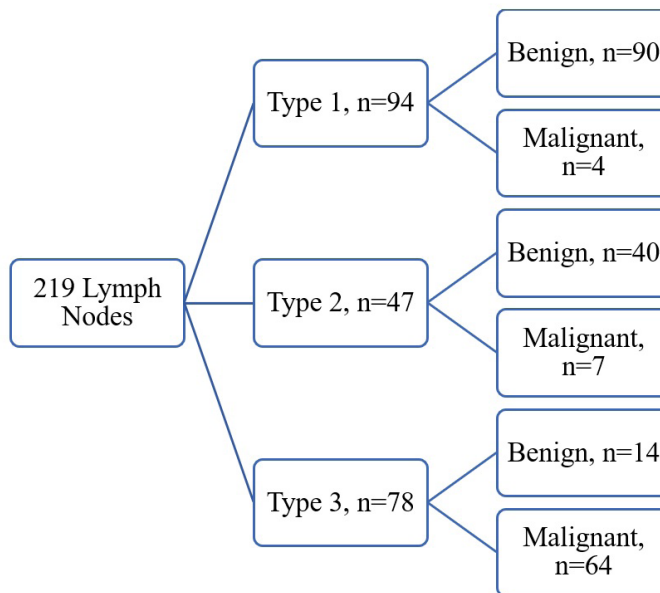 219 Lymph
Nodes
Type 1, n=94
Benign, n=90
Malignant,
n=4
Type 2, n=47
Benign, n=40
Malignant,
n=7
Type 3, n=78
Benign, n=14
Malignant,
n=64